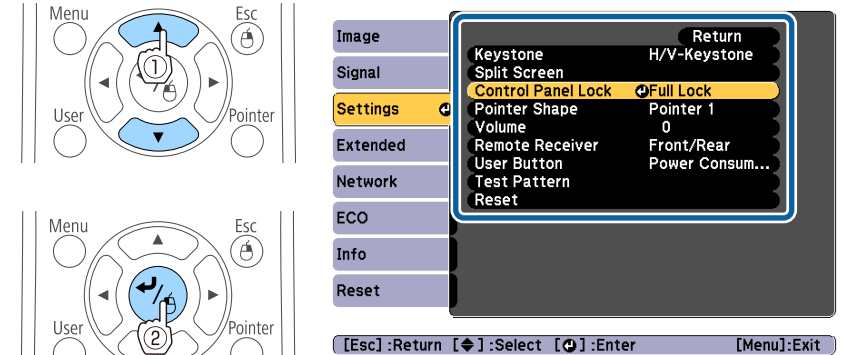 Menu
Esc
①
User
Pointer
Menu
Esc
User
②
Pointer
Image
Signal
Settings
Extended
Network
ECO
Info
Reset
Return
Keystone H/V-Keystone
Split Screen
Control Panel Lock Full Lock
Pointer Shape Pointer 1
Volume 0
Remote Receiver Front/Rear
User Button Power Consum...
Test Pattern
Reset
[Esc] :Return [◆] :Select [⏎] :Enter [Menu]:Exit